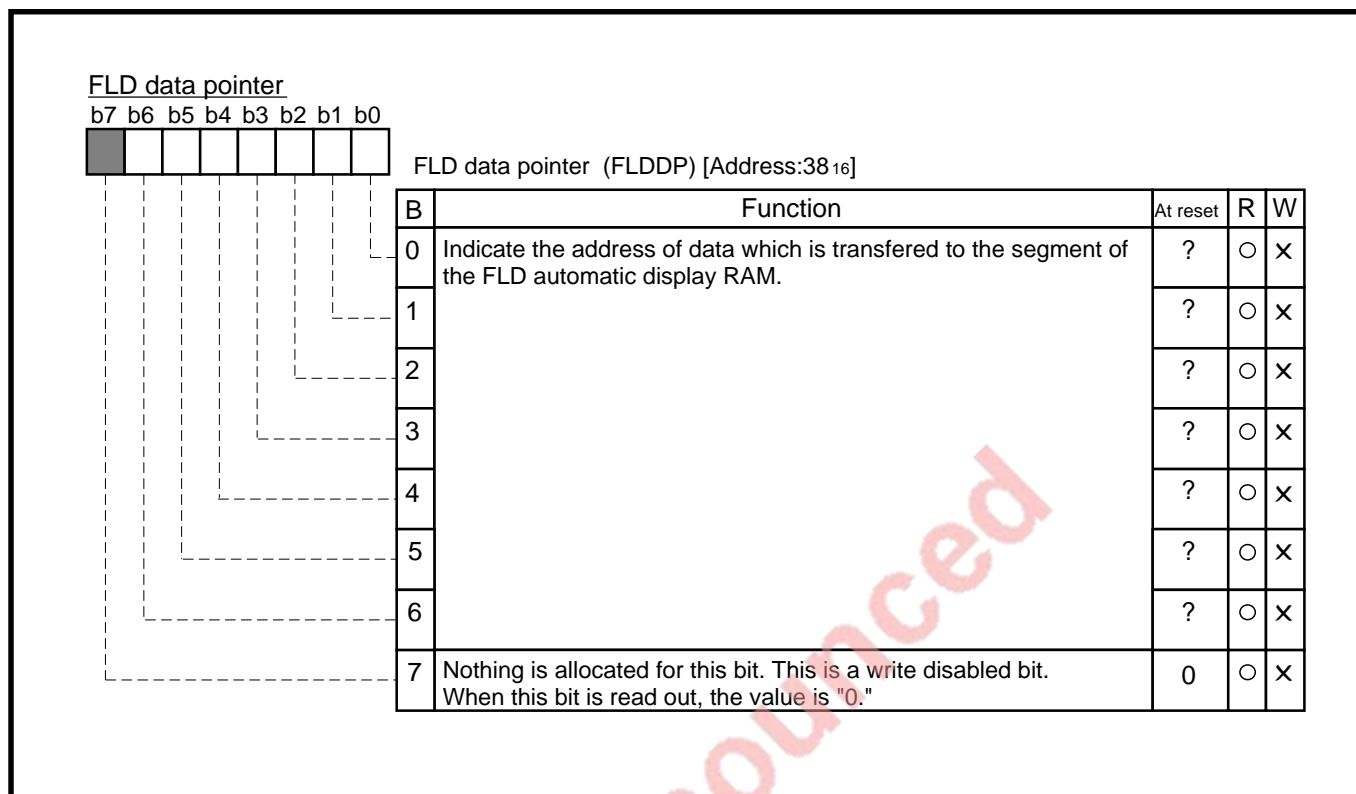 FLD data pointer
b7 b6 b5 b4 b3 b2 b1 b0
FLD data pointer (FLDDP) [Address:3816]
B Function At reset R W
0 Indicate the address of data which is transfered to the segment of
the FLD automatic display RAM. ? ○ ×
1 ? ○ ×
2 ? ○ ×
3 ? ○ ×
4 ? ○ ×
5 ? ○ ×
6 ? ○ ×
7 Nothing is allocated for this bit. This is a write disabled bit.
When this bit is read out, the value is "0." 0 ○ ×
ounced